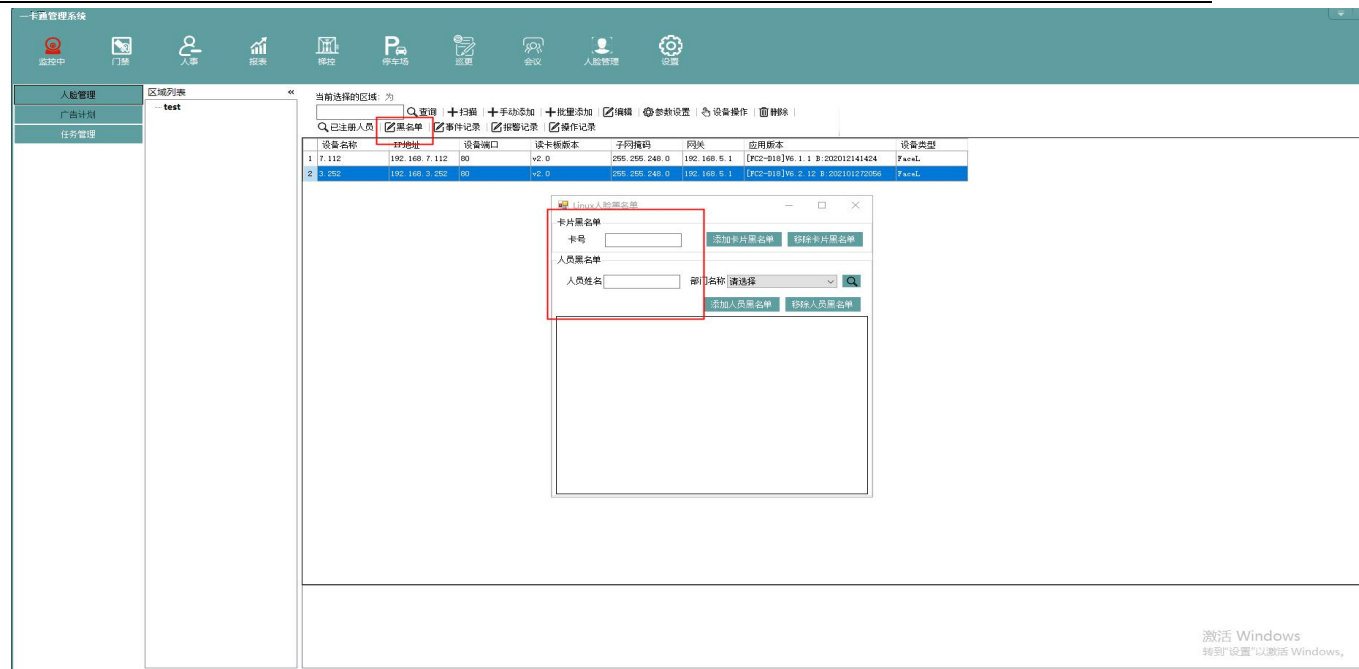 一卡通管理系统
监控中 门禁 人事 报表 梯控 停车场 巡更 会议 人脸管理 设置
人脸管理
广告计划
任务管理
区域列表 «
test
当前选择的区域: 为
查询 扫描 手动添加 批量添加 编辑 参数设置 设备操作 删除
已注册人员 黑名单 事件记录 报警记录 操作记录
设备名称 IP地址 设备端口 读卡板版本 子网掩码 网关 应用版本 设备类型
1 7.112 192.168.7.112 80 v2.0 255.255.248.0 192.168.5.1 [FC2-D18]V6.1.1 B:202012141424 FaceL
2 3.252 192.168.3.252 80 v2.0 255.255.248.0 192.168.5.1 [FC2-D18]V6.2.12 B:202101272056 FaceL
Linux人脸黑名单
卡片黑名单
卡号 添加卡片黑名单 移除卡片黑名单
人员黑名单
人员姓名 部门名称 请选择
添加人员黑名单 移除人员黑名单
激活 Windows
转到"设置"以激活 Windows。